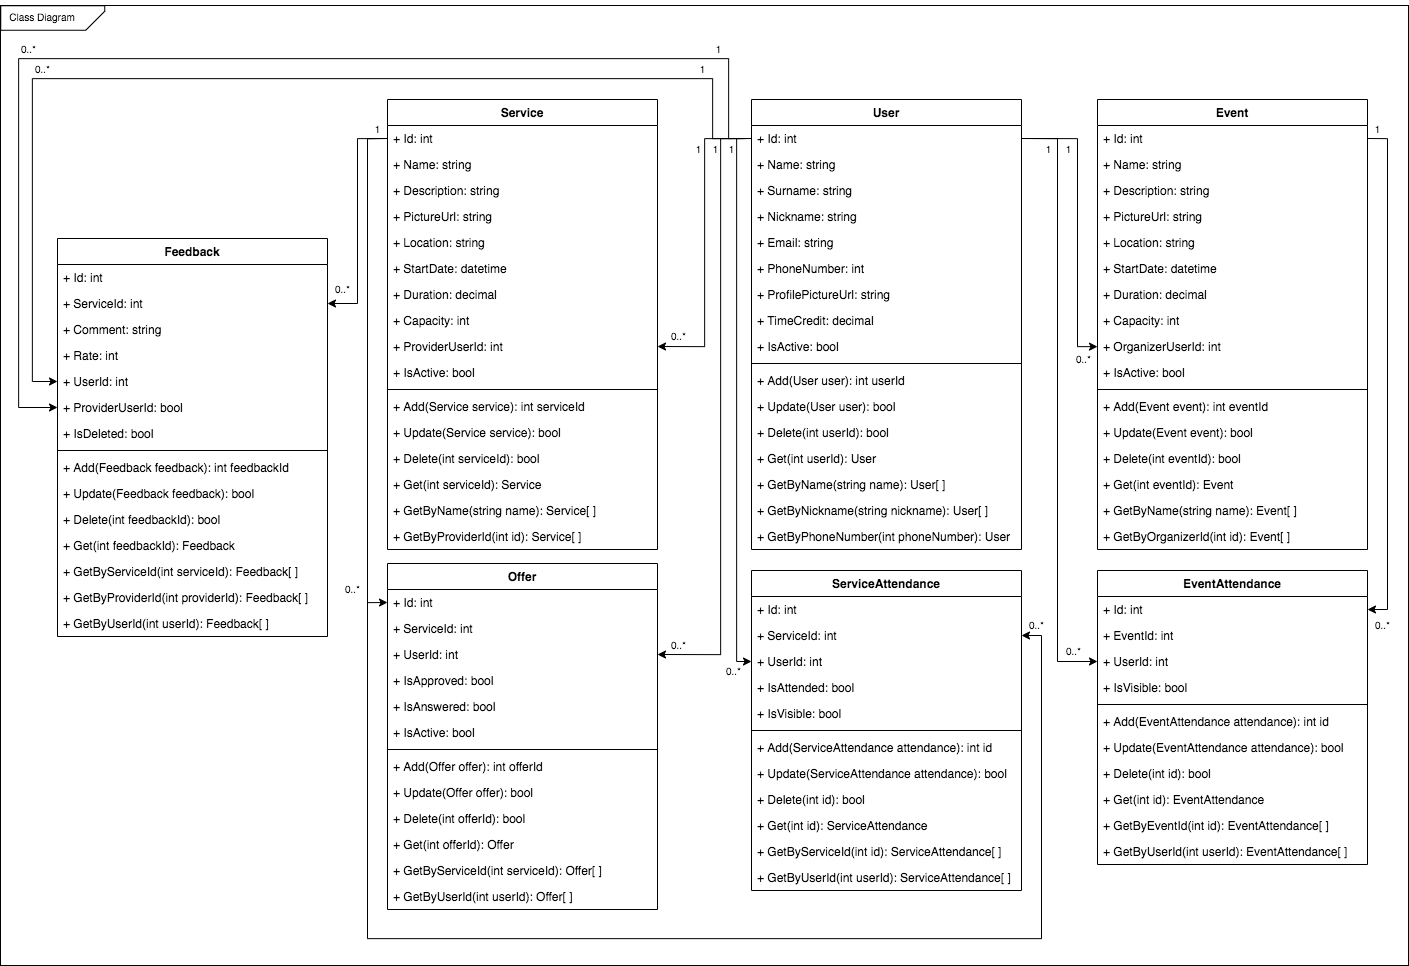 Class Diagram
0..*
1
0..*
1
Service
+ Id: int
+ Name: string
+ Description: string
+ PictureUrl: string
+ Location: string
+ StartDate: datetime
+ Duration: decimal
+ Capacity: int
+ ProviderUserId: int
+ IsActive: bool
+ Add(Service service): int serviceId
+ Update(Service service): bool
+ Delete(int serviceId): bool
+ Get(int serviceId): Service
+ GetByName(string name): Service[ ]
+ GetByProviderId(int id): Service[ ]
User
+ Id: int
+ Name: string
+ Surname: string
+ Nickname: string
+ Email: string
+ PhoneNumber: int
+ ProfilePictureUrl: string
+ TimeCredit: decimal
+ IsActive: bool
+ Add(User user): int userId
+ Update(User user): bool
+ Delete(int userId): bool
+ Get(int userId): User
+ GetByName(string name): User[ ]
+ GetByNickname(string nickname): User[ ]
+ GetByPhoneNumber(int phoneNumber): User
Event
+ Id: int
+ Name: string
+ Description: string
+ PictureUrl: string
+ Location: string
+ StartDate: datetime
+ Duration: decimal
+ Capacity: int
+ OrganizerUserId: int
+ IsActive: bool
+ Add(Event event): int eventId
+ Update(Event event): bool
+ Delete(int eventId): bool
+ Get(int eventId): Event
+ GetByName(string name): Event[ ]
+ GetByOrganizerId(int id): Event[ ]
1
1
1
1
1
1
1
0..*
0..*
0..*
Feedback
+ Id: int
+ ServiceId: int
+ Comment: string
+ Rate: int
+ UserId: int
+ ProviderUserId: bool
+ IsDeleted: bool
+ Add(Feedback feedback): int feedbackId
+ Update(Feedback feedback): bool
+ Delete(int feedbackId): bool
+ Get(int feedbackId): Feedback
+ GetByServiceId(int serviceId): Feedback[ ]
+ GetByProviderId(int providerId): Feedback[ ]
+ GetByUserId(int userId): Feedback[ ]
Offer
+ Id: int
+ ServiceId: int
+ UserId: int
+ IsApproved: bool
+ IsAnswered: bool
+ IsActive: bool
+ Add(Offer offer): int offerId
+ Update(Offer offer): bool
+ Delete(int offerId): bool
+ Get(int offerId): Offer
+ GetByServiceId(int serviceId): Offer[ ]
+ GetByUserId(int userId): Offer[ ]
ServiceAttendance
+ Id: int
+ ServiceId: int
+ UserId: int
+ IsAttended: bool
+ IsVisible: bool
+ Add(ServiceAttendance attendance): int id
+ Update(ServiceAttendance attendance): bool
+ Delete(int id): bool
+ Get(int id): ServiceAttendance
+ GetByServiceId(int id): ServiceAttendance[ ]
+ GetByUserId(int userId): ServiceAttendance[ ]
EventAttendance
+ Id: int
+ EventId: int
+ UserId: int
+ IsVisible: bool
+ Add(EventAttendance attendance): int id
+ Update(EventAttendance attendance): bool
+ Delete(int id): bool
+ Get(int id): EventAttendance
+ GetByEventId(int id): EventAttendance[ ]
+ GetByUserId(int userId): EventAttendance[ ]
0..*
0..*
0..*
0..*
0..*
0..*